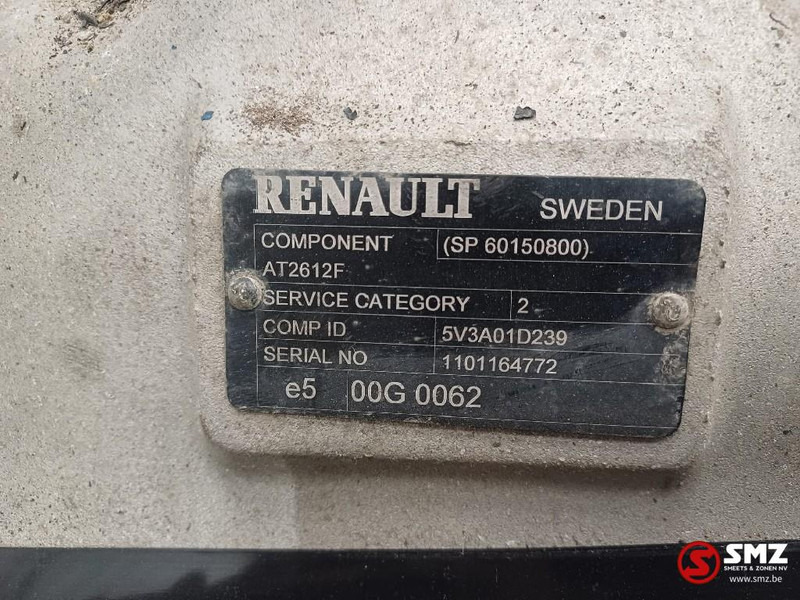 RENAULT SWEDEN
COMPONENT (SP 60150800)
AT2612F
SERVICE CATEGORY 2
COMP ID 5V3A01D239
SERIAL NO 1101164772
e5 00G 0062
SMZ
SMEETS & ZONEN NV
www.smz.be